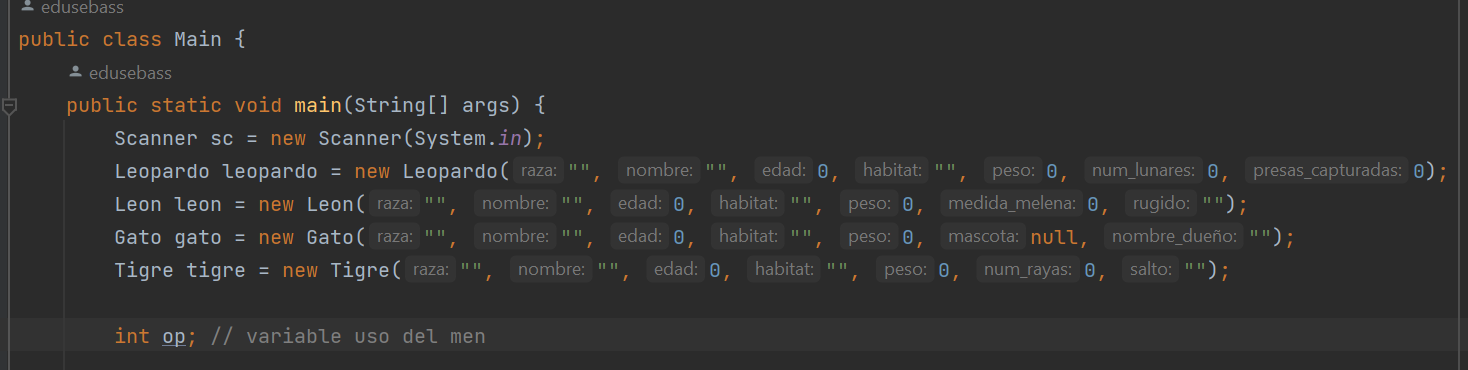 edusebass
public class Main {
edusebass
public static void main(String[] args) {
Scanner sc = new Scanner(System.in);
Leopardo leopardo = new Leopardo( raza: "", nombre: "", edad: 0, habitat: "", peso: 0, num_lunares: 0, presas_capturadas: 0);
Leon leon = new Leon( raza: "", nombre: "", edad: 0, habitat: "", peso: 0, medida_melena: 0, rugido: "");
Gato gato = new Gato( raza: "", nombre: "", edad: 0, habitat: "", peso: 0, mascota: null, nombre_dueño: "");
Tigre tigre = new Tigre( raza: "", nombre: "", edad: 0, habitat: "", peso: 0, num_rayas: 0, salto: "");
int op; // variable uso del men